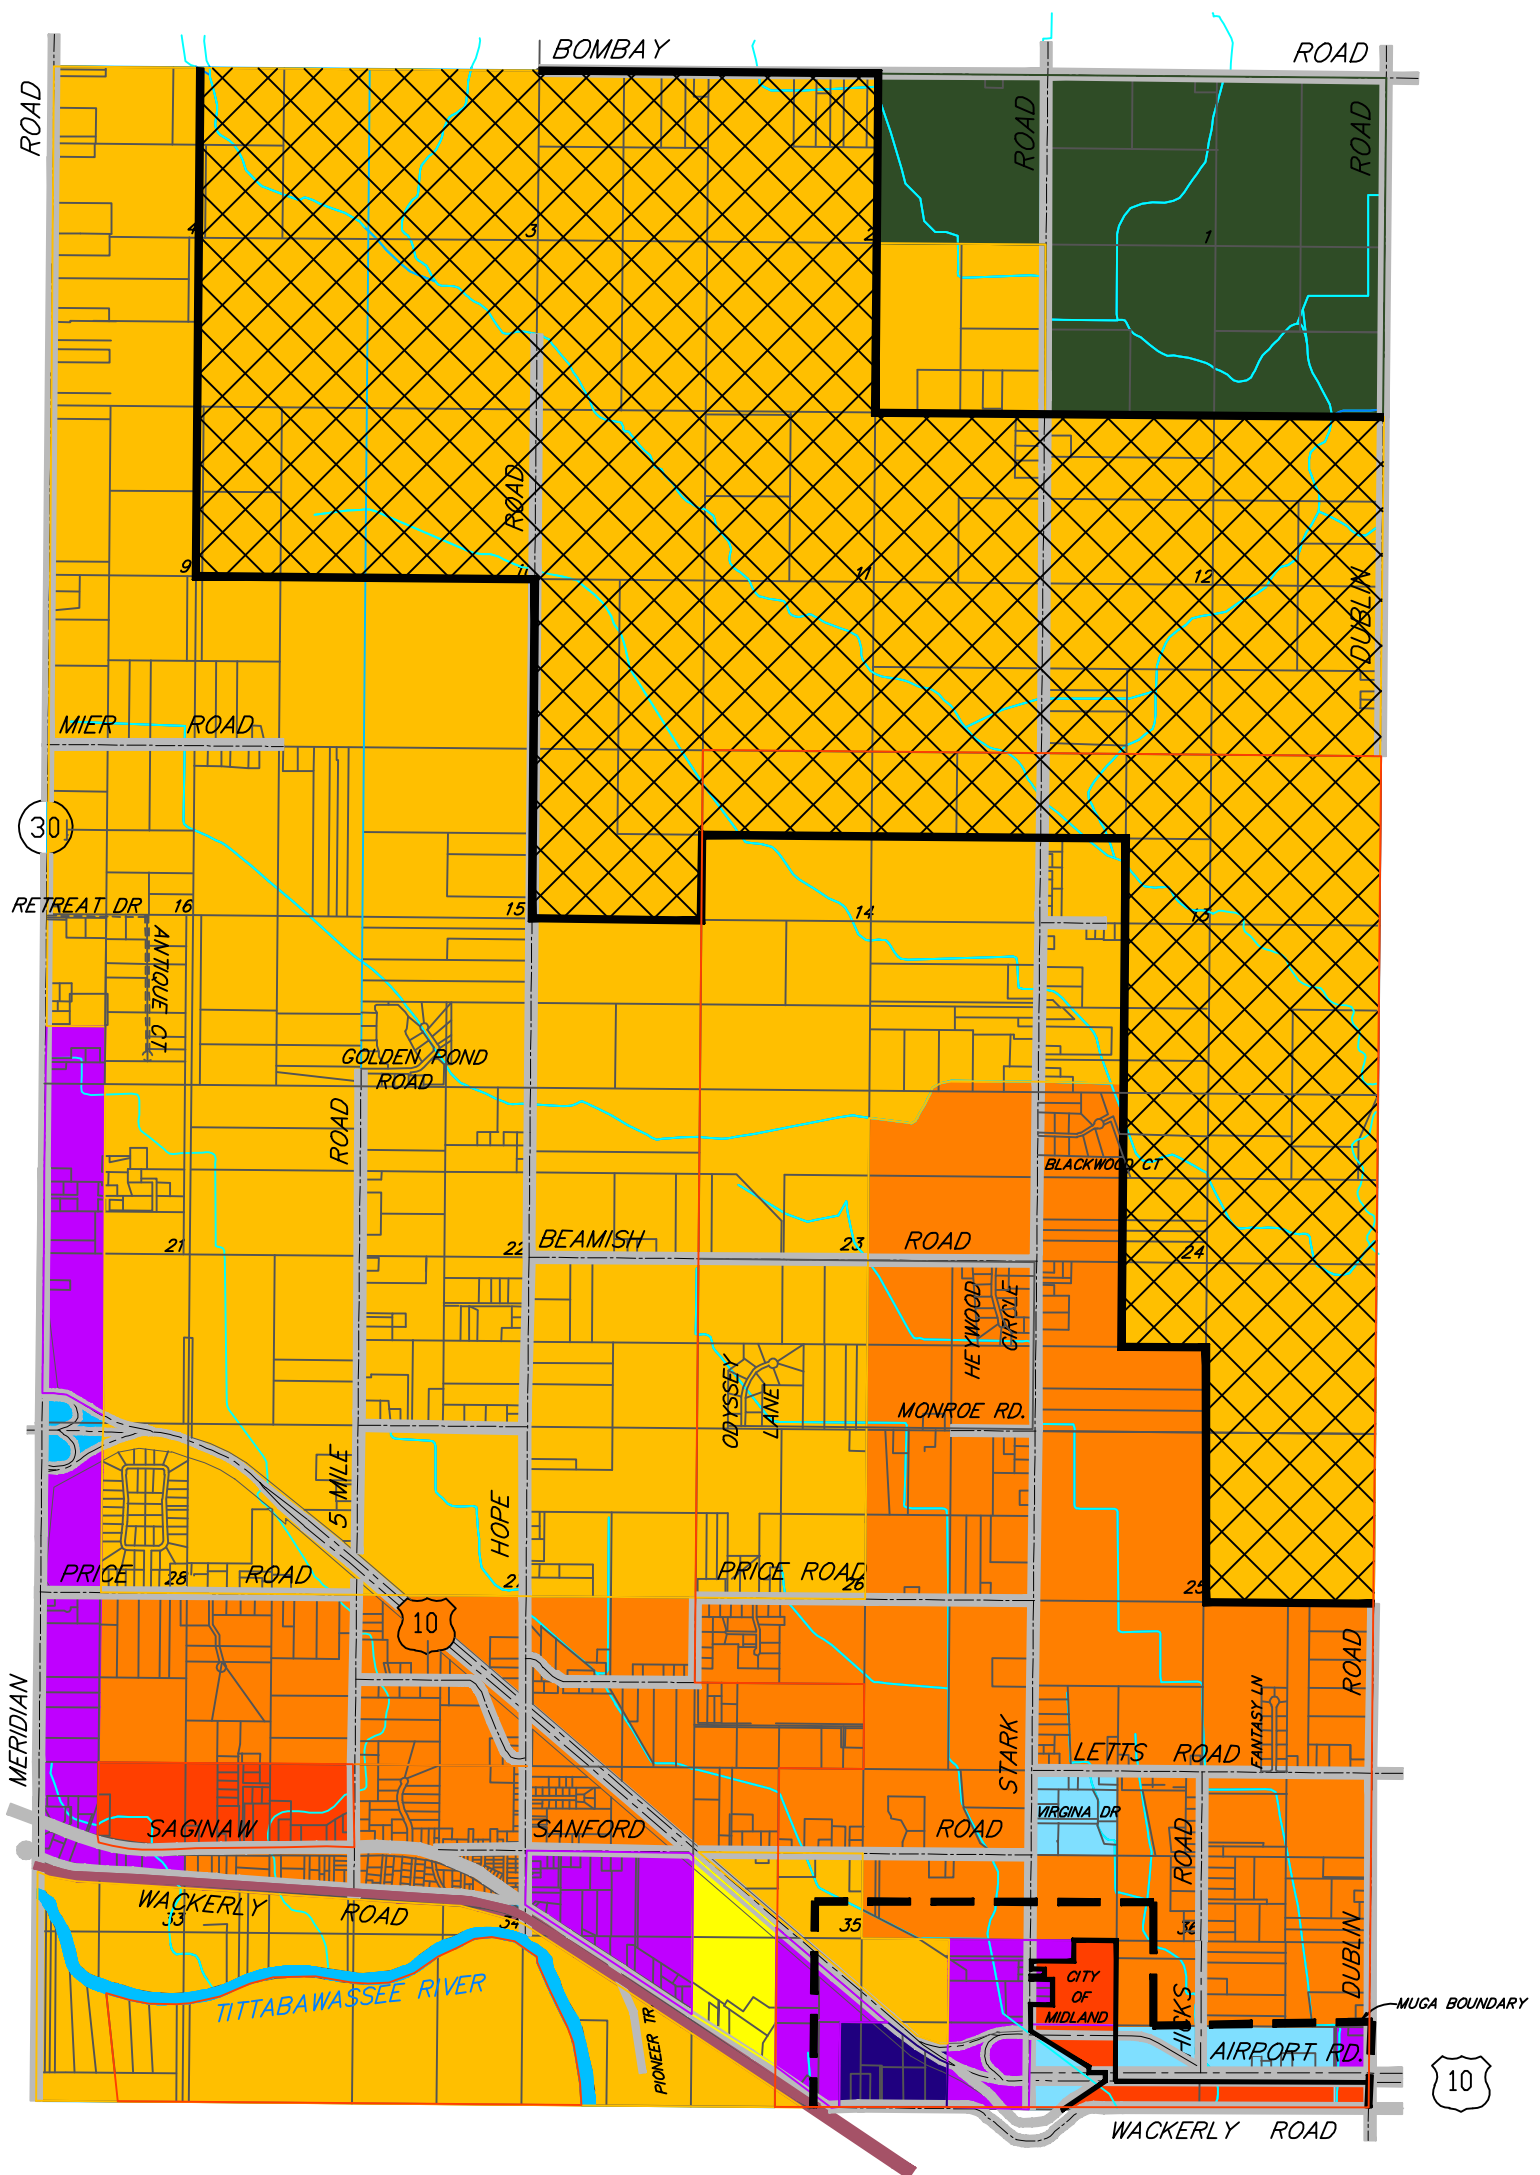 BOMBAY ROAD
ROAD
ROAD
ROAD
4 3 2 1
ROAD
9 11 12
DUBLIN
MIER ROAD
30
RETREAT DR 16 15 14 13
ANTIQUE CT
GOLDEN POND
ROAD
ROAD
BLACKWOOD CT
21 22 BEAMISH 23 ROAD 24
HEYWOOD
CIRCLE
ODYSSEY
LANE
MONROE RD.
5 MILE
HOPE
PRICE 28 ROAD PRICE ROAD 26 25
10
MERIDIAN
STARK
FANTASY LN
ROAD
LETTS ROAD
VIRGINA DR
SAGINAW SANFORD ROAD
ROAD
WACKERLY ROAD
33 34 35 36
TITTABAWASSEE RIVER
PIONEER TR
CITY
OF
MIDLAND
HICKS
DUBLIN
MUGA BOUNDARY
AIRPORT RD.
10
WACKERLY ROAD